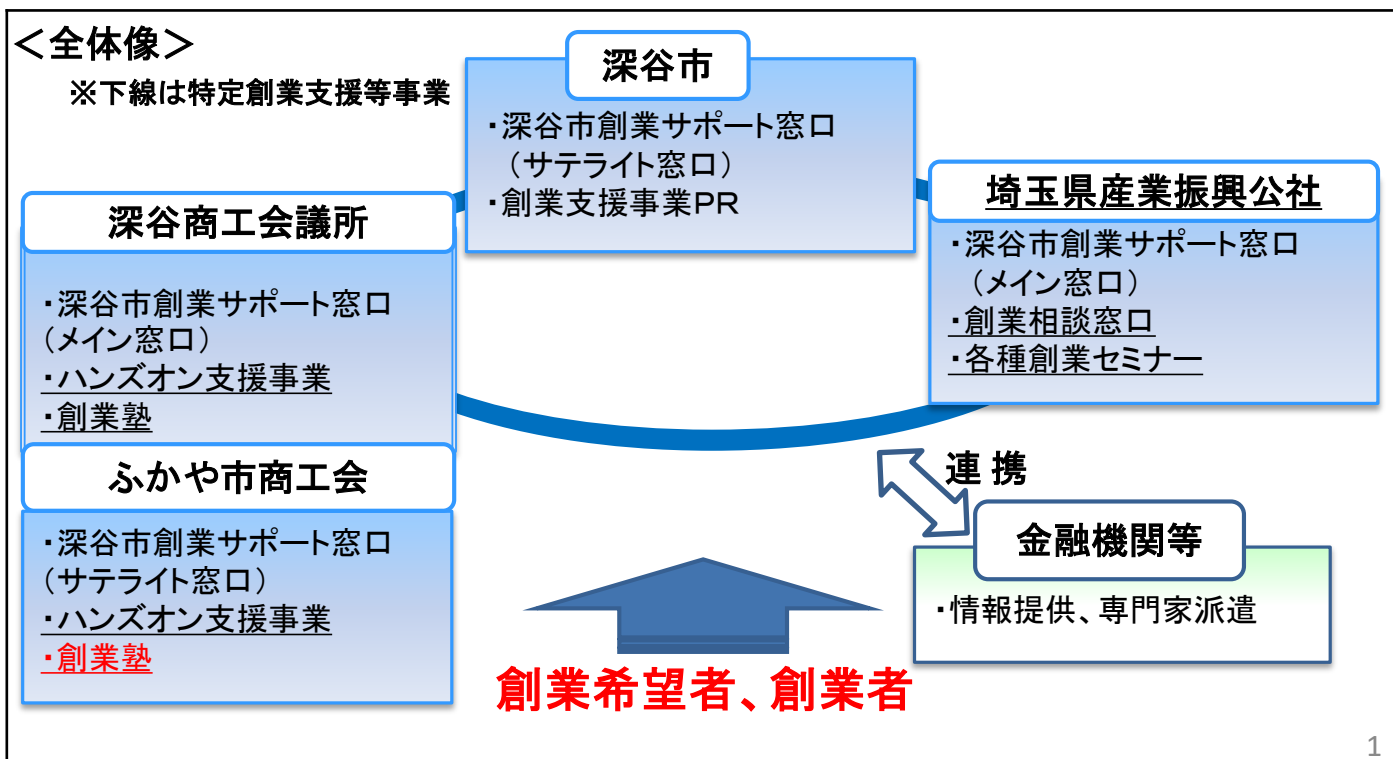 ＜全体像＞
※下線は特定創業支援等事業
深谷市
・深谷市創業サポート窓口
（サテライト窓口）
・創業支援事業PR
深谷商工会議所
・深谷市創業サポート窓口
（メイン窓口）
・ハンズオン支援事業
・創業塾
埼玉県産業振興公社
・深谷市創業サポート窓口
（メイン窓口）
・創業相談窓口
・各種創業セミナー
ふかや市商工会
・深谷市創業サポート窓口
（サテライト窓口）
・ハンズオン支援事業
・創業塾
連 携
金融機関等
・情報提供、専門家派遣
創業希望者、創業者
1